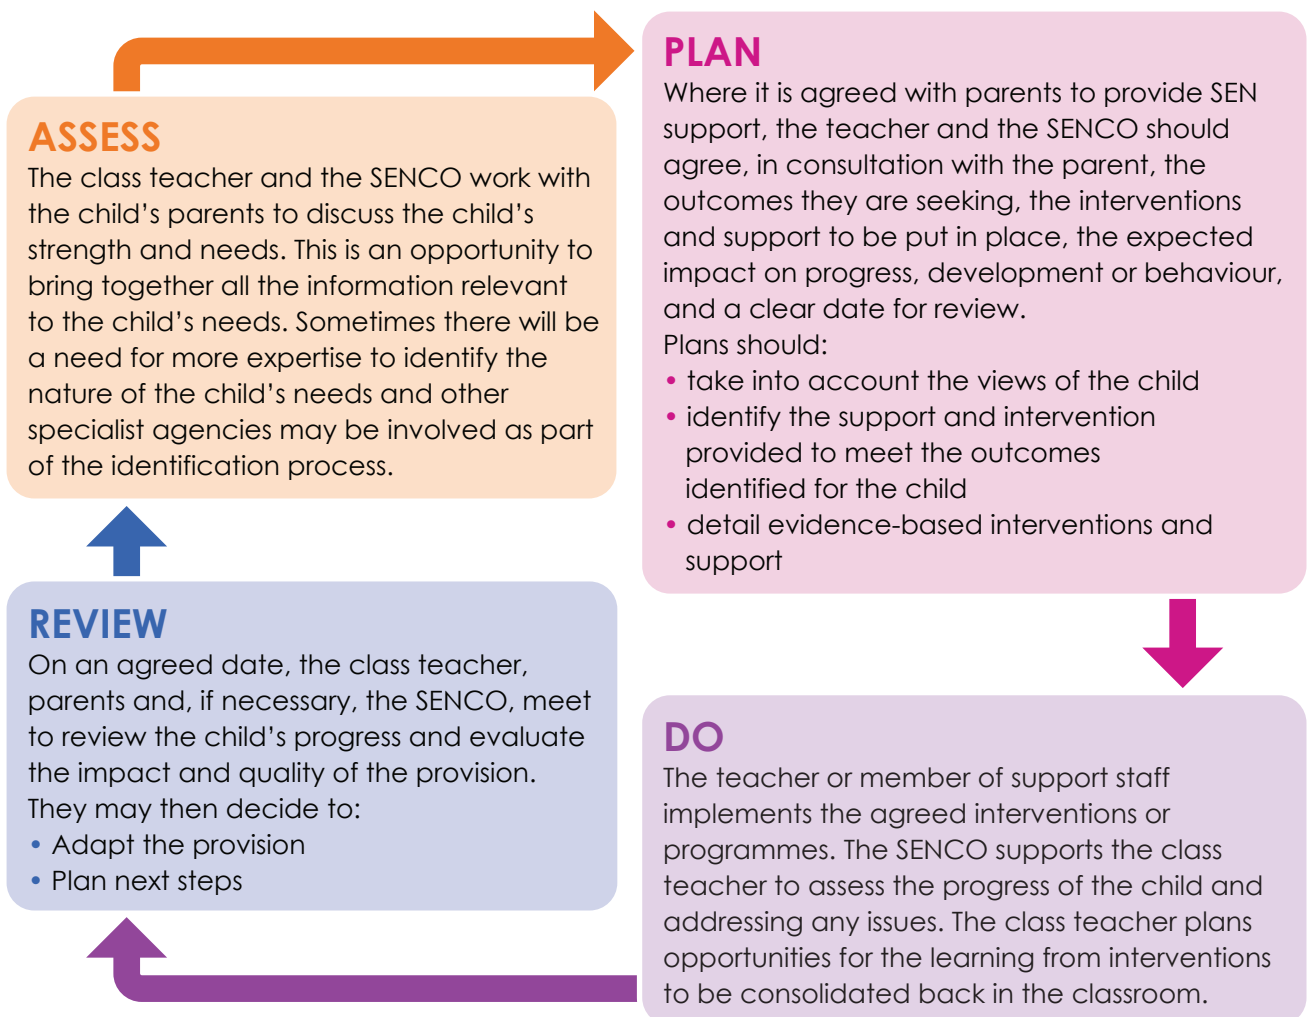 ASSESS
The class teacher and the SENCO work with
the child’s parents to discuss the child’s
strength and needs. This is an opportunity to
bring together all the information relevant
to the child’s needs. Sometimes there will be
a need for more expertise to identify the
nature of the child’s needs and other
specialist agencies may be involved as part
of the identification process.
PLAN
Where it is agreed with parents to provide SEN
support, the teacher and the SENCO should
agree, in consultation with the parent, the
outcomes they are seeking, the interventions
and support to be put in place, the expected
impact on progress, development or behaviour,
and a clear date for review.
Plans should:
• take into account the views of the child
• identify the support and intervention
provided to meet the outcomes
identified for the child
• detail evidence-based interventions and
support
DO
The teacher or member of support staff
implements the agreed interventions or
programmes. The SENCO supports the class
teacher to assess the progress of the child and
addressing any issues. The class teacher plans
opportunities for the learning from interventions
to be consolidated back in the classroom.
REVIEW
On an agreed date, the class teacher,
parents and, if necessary, the SENCO, meet
to review the child’s progress and evaluate
the impact and quality of the provision.
They may then decide to:
• Adapt the provision
• Plan next steps